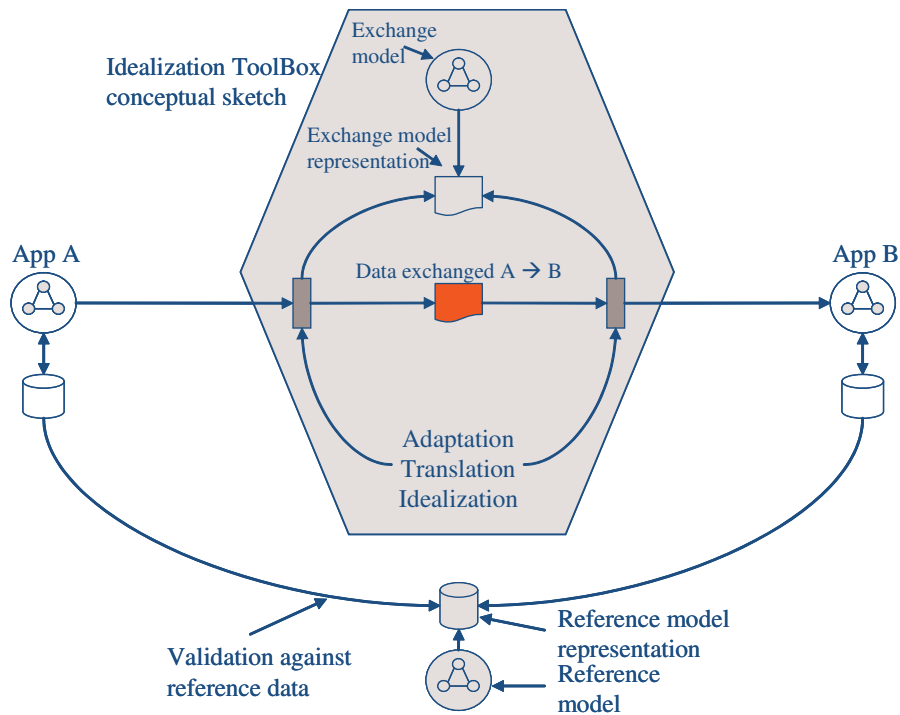 Exchange
model
Idealization ToolBox
conceptual sketch
Exchange model
representation
App A
App B
Data exchanged A → B
Adaptation
Translation
Idealization
Reference model
representation
Validation against
reference data
Reference
model